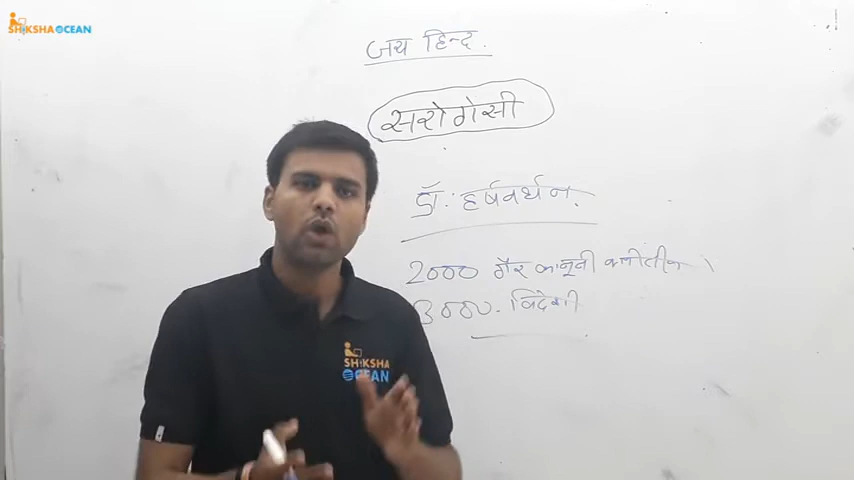 SHIKSHA OCEAN
जय हिन्द.
सरोगेसी
डॉ. हर्षवर्धन.
2000 गैर कानूनी
3000. विदेशी
SHIKSHA
OCEAN